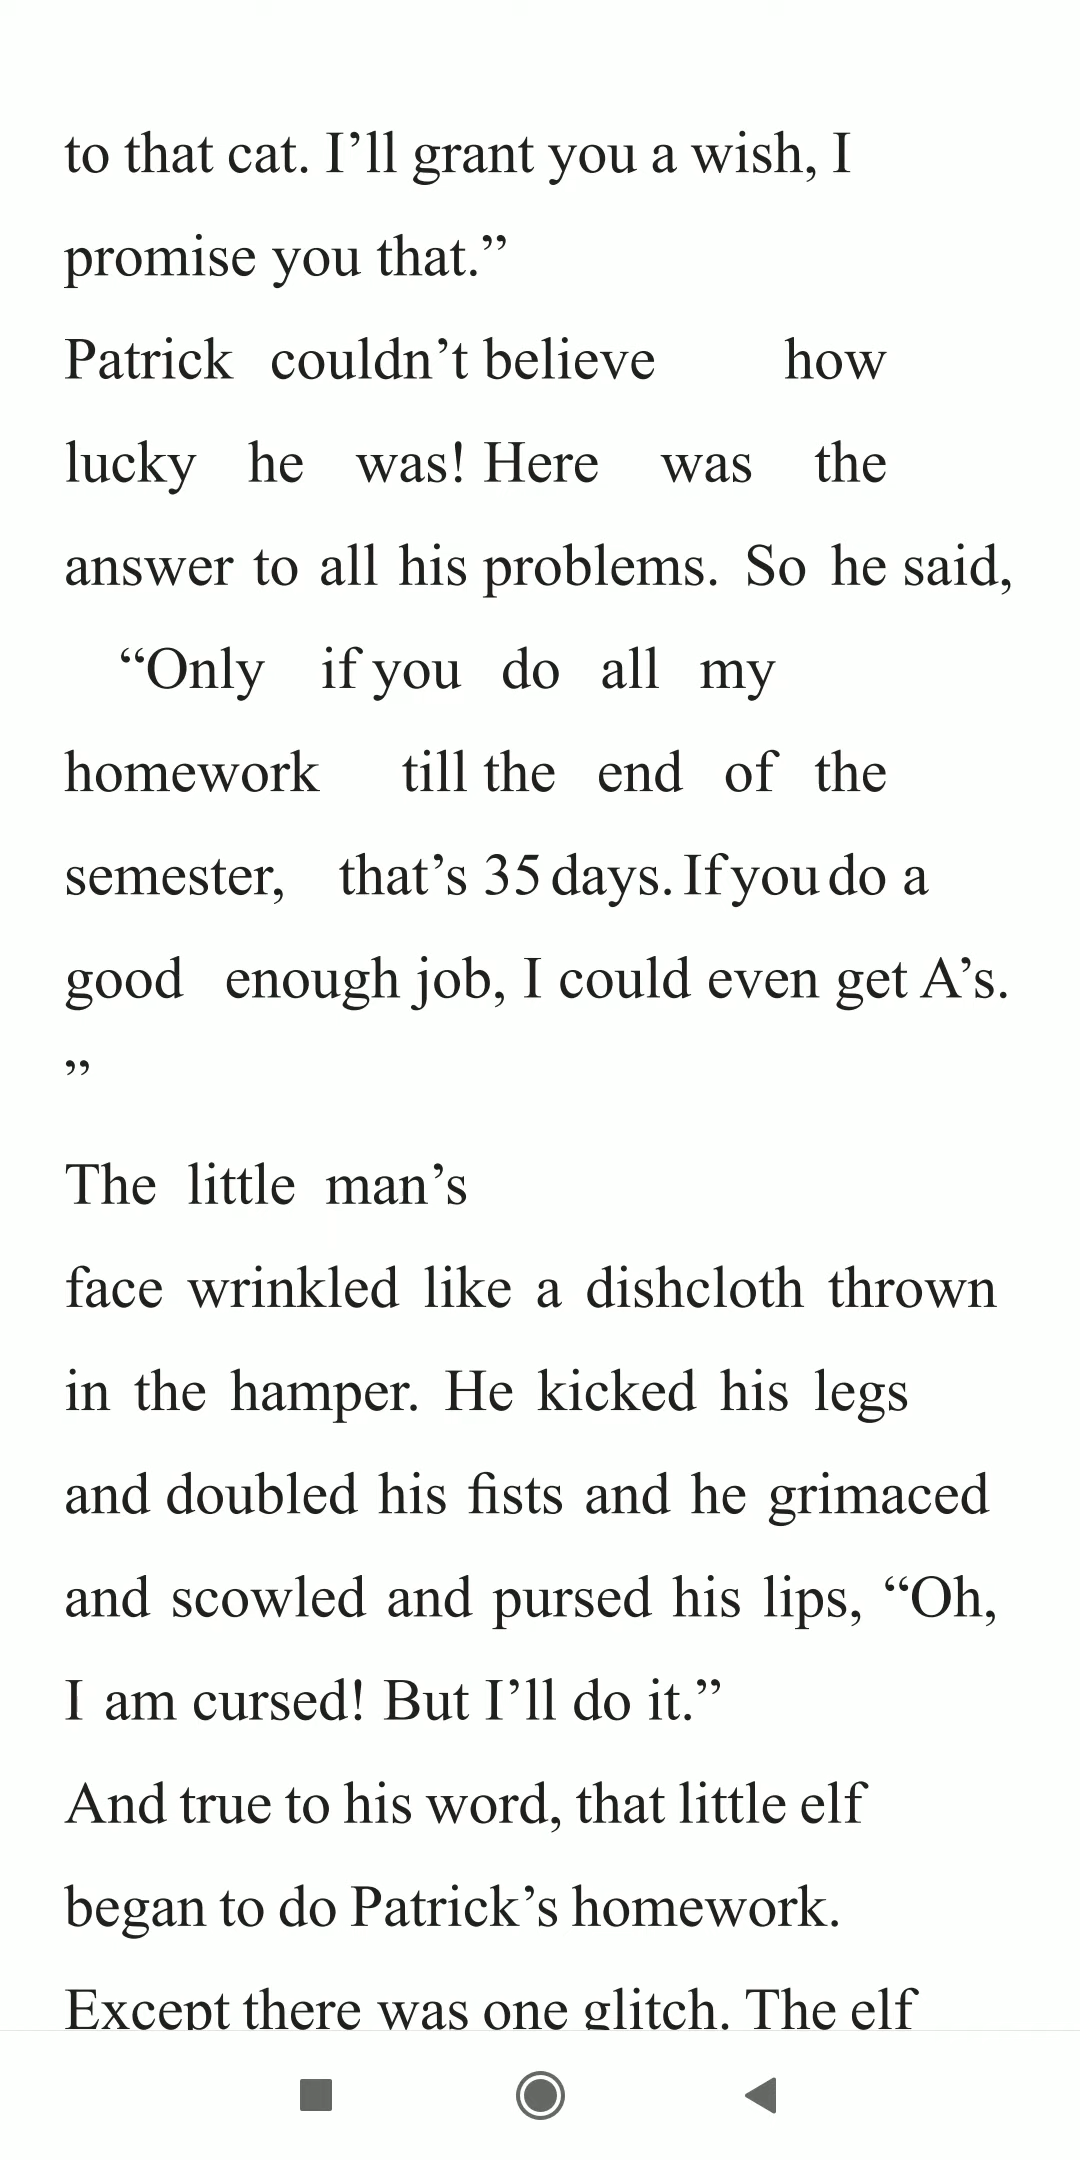 to that cat. I’ll grant you a wish, I
promise you that.”
Patrick couldn’t believe how
lucky he was! Here was the
answer to all his problems. So he said,
“Only if you do all my
homework till the end of the
semester, that’s 35 days. If you do a
good enough job, I could even get A’s.
”
The little man’s
face wrinkled like a dishcloth thrown
in the hamper. He kicked his legs
and doubled his fists and he grimaced
and scowled and pursed his lips, “Oh,
I am cursed! But I’ll do it.”
And true to his word, that little elf
began to do Patrick’s homework.
Except there was one glitch. The elf